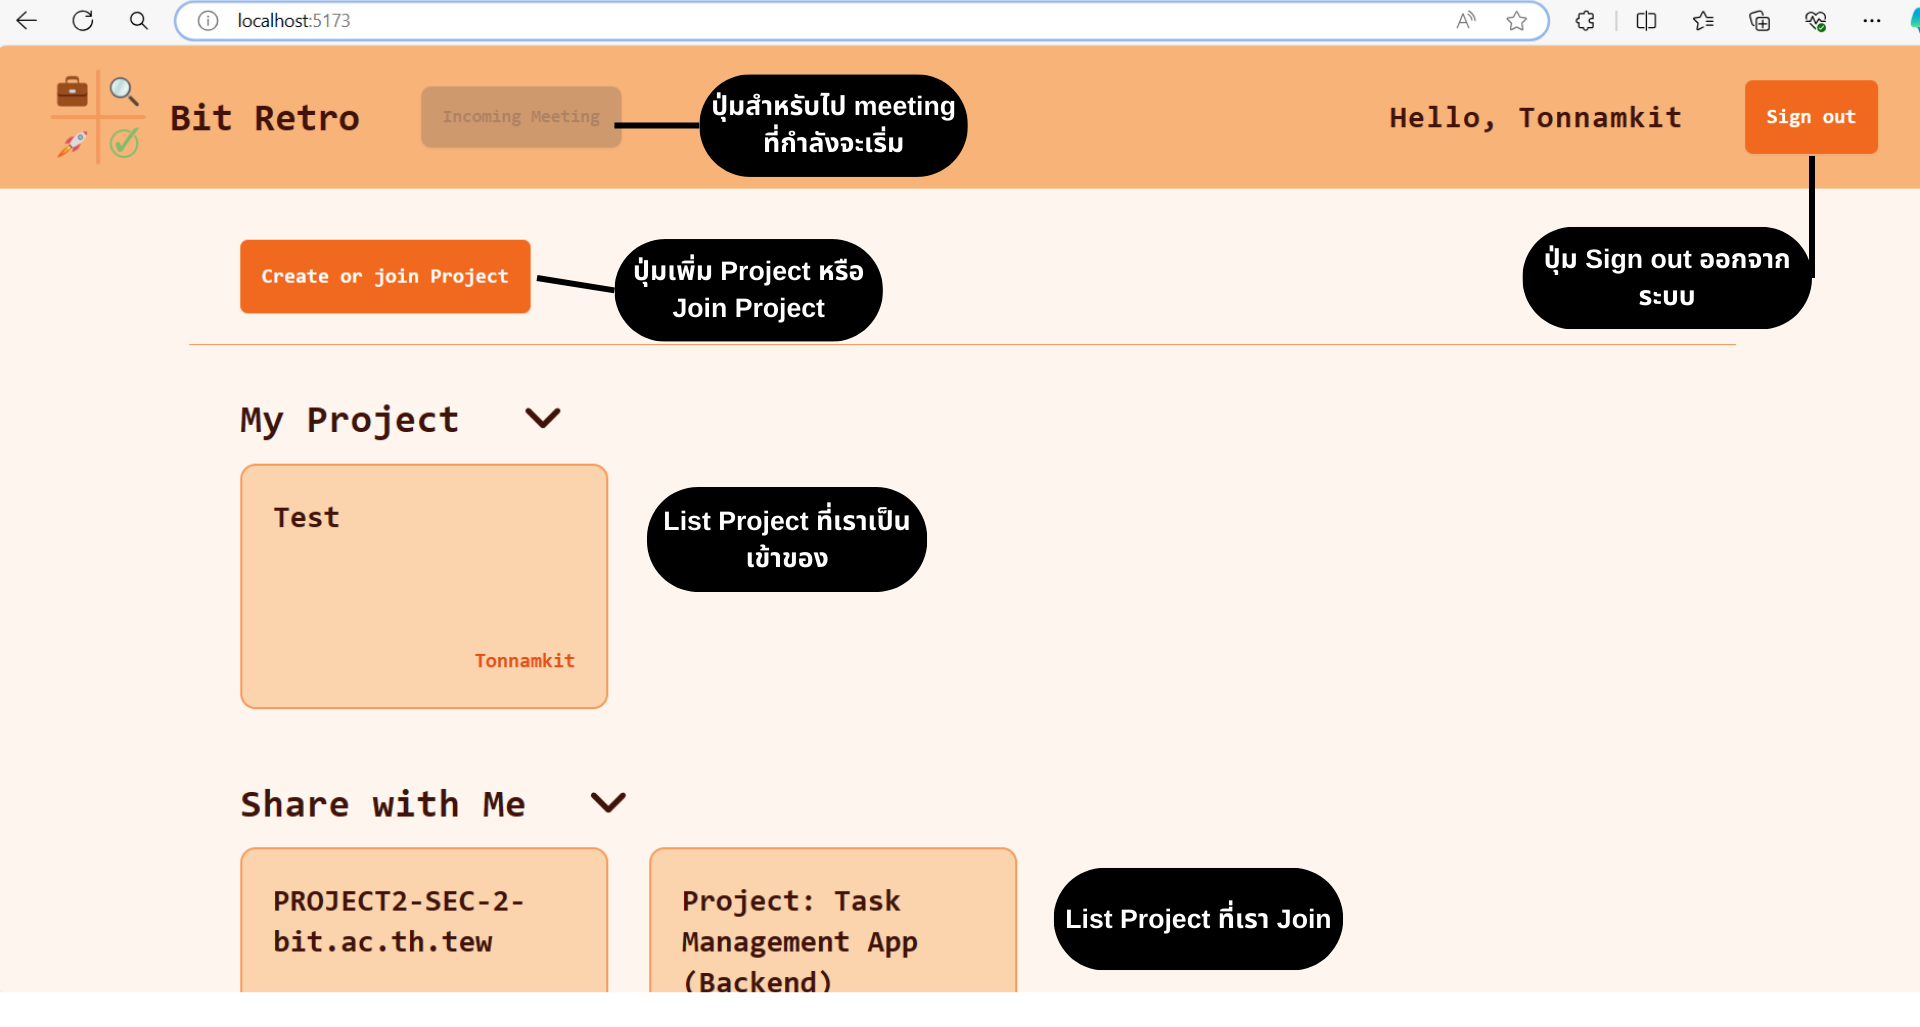 localhost:5173
Bit Retro
Incoming Meeting
ปุ่มสำหรับไป meeting
ที่กำลังจะเริ่ม
Hello, Tonnamkit
Sign out
Create or join Project
ปุ่มเพิ่ม Project หรือ
Join Project
ปุ่ม Sign out ออกจาก
ระบบ
My Project
Test
Tonnamkit
List Project ที่เราเป็น
เข้าของ
Share with Me
PROJECT2-SEC-2-
bit.ac.th.tew
Project: Task
Management App
(Backend)
List Project ที่เรา Join